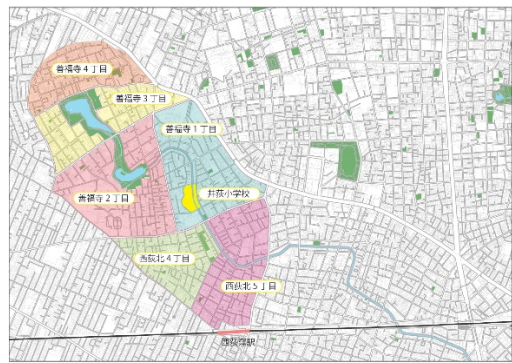 善福寺４丁目
善福寺３丁目
善福寺１丁目
善福寺２丁目
井荻小学校
西荻北４丁目
西荻北５丁目
西荻窪駅